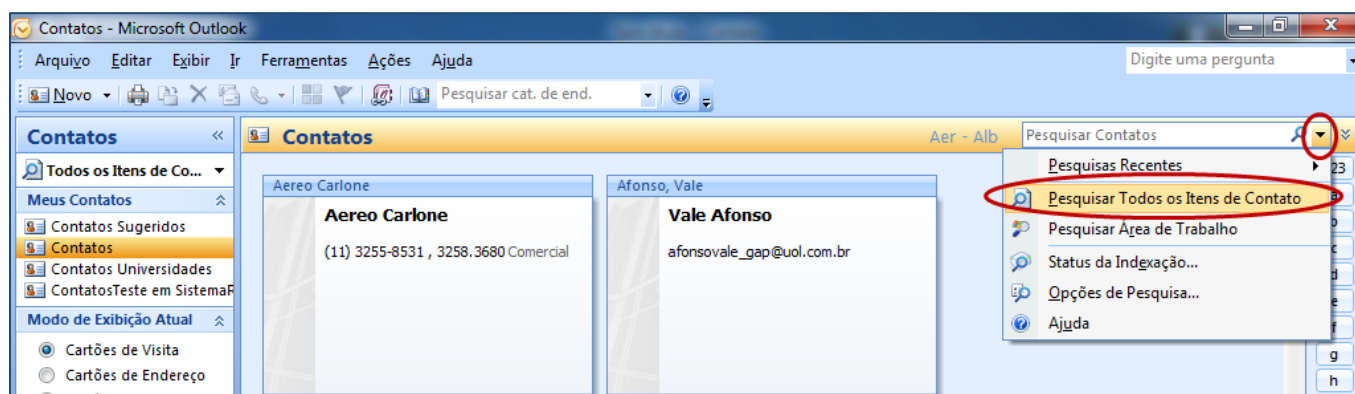 Contatos - Microsoft Outlook
Arquivo Editar Exibir Ir Ferramentas Ações Ajuda
Digite uma pergunta
Novo
Pesquisar cat. de end.
Contatos
Todos os Itens de Co...
Meus Contatos
Contatos Sugeridos
Contatos
Contatos Universidades
ContatosTeste em Sistema
Modo de Exibição Atual
Cartões de Visita
Cartões de Endereço
Contatos
Aer - Alb
Pesquisar Contatos
Aereo Carlone
Aereo Carlone
(11) 3255-8531 , 3258.3680 Comercial
Afonso, Vale
Vale Afonso
afonsovale_gap@uol.com.br
Pesquisas Recentes
Pesquisar Todos os Itens de Contato
Pesquisar Área de Trabalho
Status da Indexação...
Opções de Pesquisa...
Ajuda
23
d
e
f
g
h